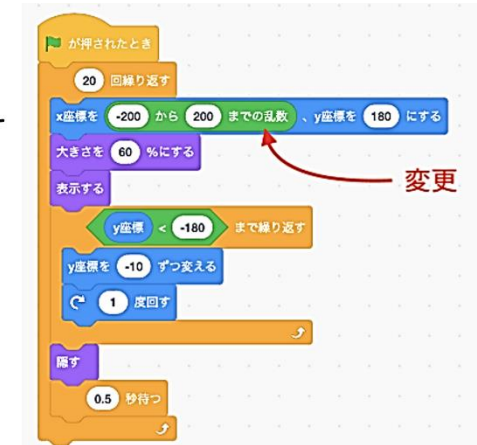 が押されたとき
20 回繰り返す
x座標を -200 から 200 までの乱数 、y座標を 180 にする
大きさを 60 %にする
変更
表示する
y座標 < -180 まで繰り返す
y座標を -10 ずつ変える
1 度回す
隠す
0.5 秒待つ